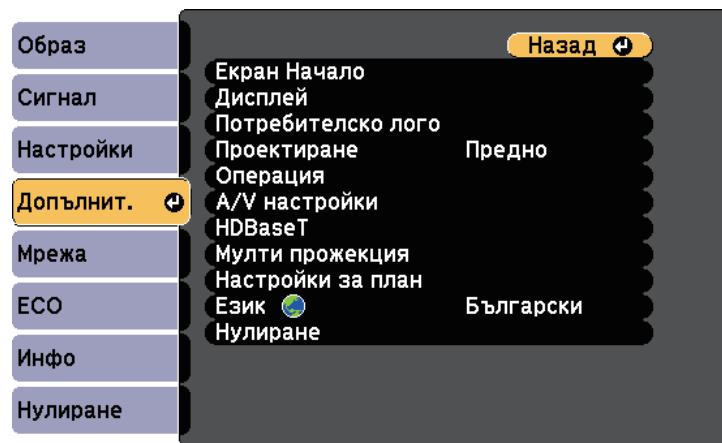 Образ
Сигнал
Настройки
Допълнит.
Мрежа
ECO
Инфо
Нулиране
Назад
Екран Начало
Дисплей
Потребителско лого
Проектиране Предно
Операция
A/V настройки
HDBaseT
Мулти прожекция
Настройки за план
Език Български
Нулиране